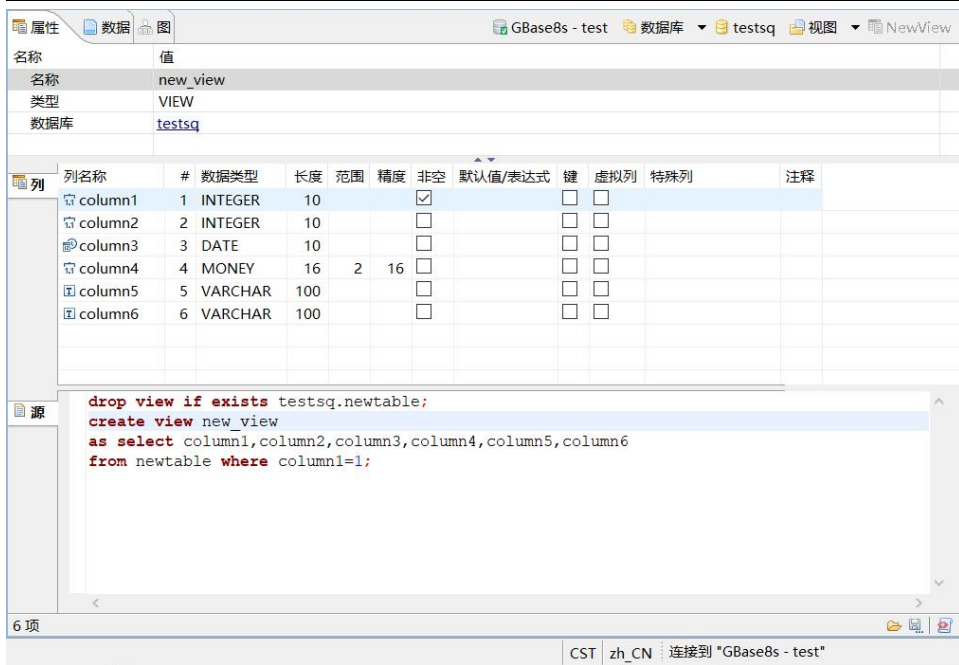 属性 数据 图 GBase8s - test 数据库 testsq 视图 NewView
名称 值
名称 new_view
类型 VIEW
数据库 testsq
列
列名称 # 数据类型 长度 范围 精度 非空 默认值/表达式 键 虚拟列 特殊列 注释
column1 1 INTEGER 10
column2 2 INTEGER 10
column3 3 DATE 10
column4 4 MONEY 16 2 16
column5 5 VARCHAR 100
column6 6 VARCHAR 100
源
drop view if exists testsq.newtable;
create view new_view
as select column1,column2,column3,column4,column5,column6
from newtable where column1=1;
6 项
CST zh_CN 连接到 "GBase8s - test"